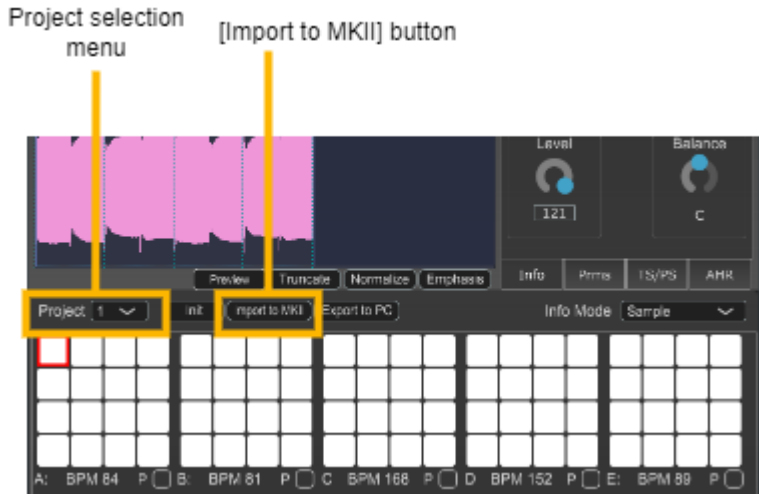 Project selection
menu
[Import to MKII] button
Level
Balance
121
C
Preview
Truncate
Normalize
Emphasis
Info
Prms
TS/PS
AHR
Project 1
Init
Import to MKII
Export to PC
Info Mode
Sample
A: BPM 84 P
B: BPM 81 P
C BPM 168 P
D BPM 152 P
E: BPM 89 P